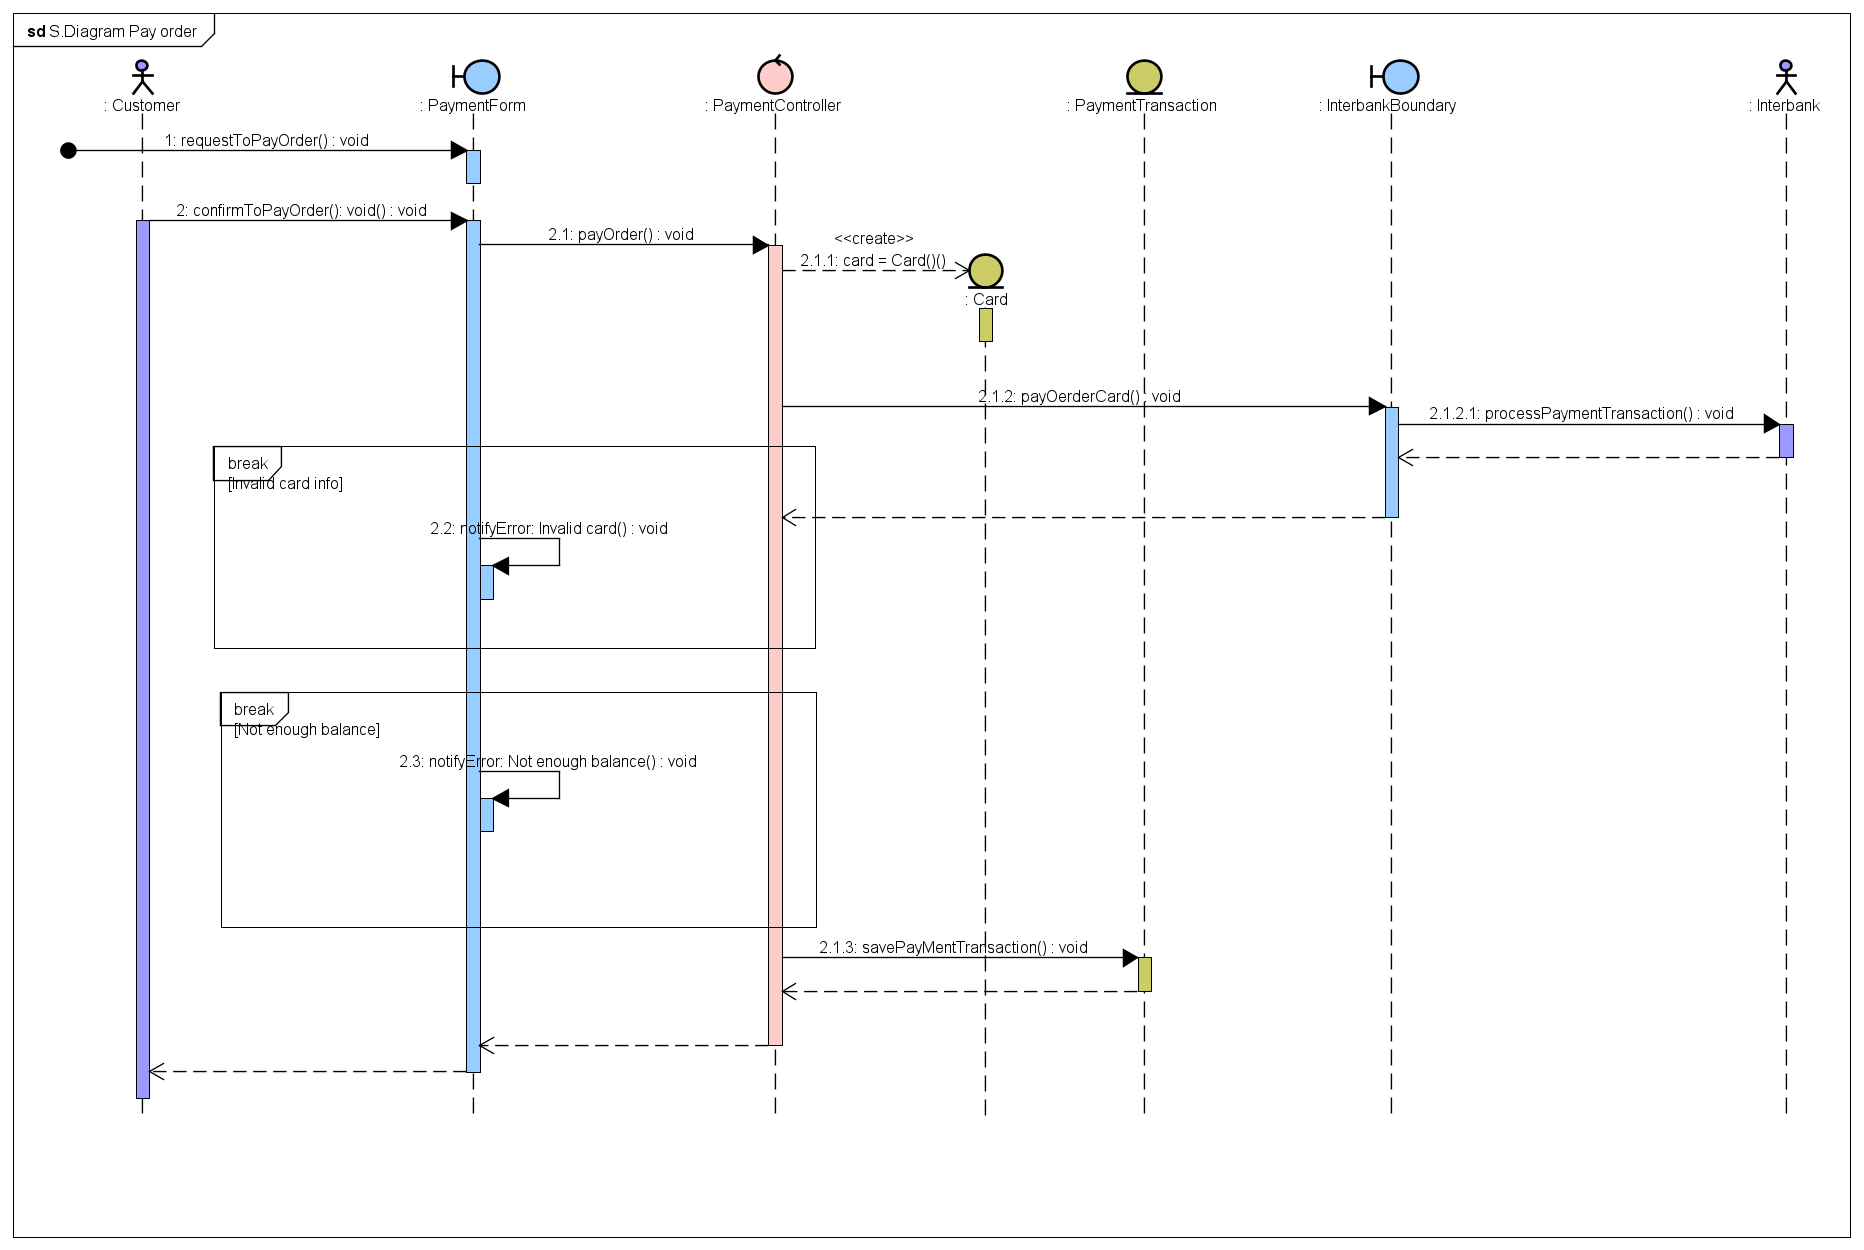 sd S.Diagram Pay order
: Customer
: PaymentForm
: PaymentController
: PaymentTransaction
: InterbankBoundary
: Interbank
1: requestToPayOrder() : void
2: confirmToPayOrder(): void() : void
2.1: payOrder() : void
<<create>>
2.1.1: card = Card()()
: Card
2.1.2: payOerderCard() : void
2.1.2.1: processPaymentTransaction() : void
break
[Invalid card info]
2.2: notifyError: Invalid card() : void
break
[Not enough balance]
2.3: notifyError: Not enough balance() : void
2.1.3: savePayMentTransaction() : void